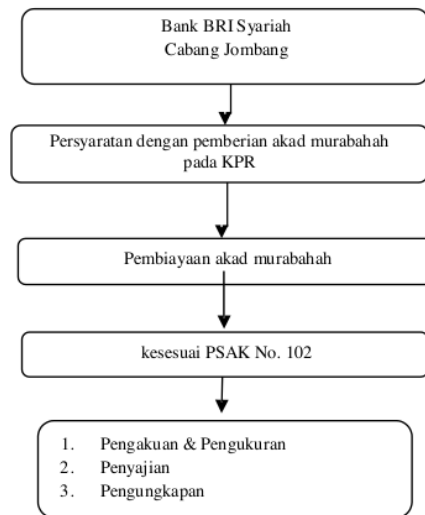 Bank BRI Syariah
Cabang Jombang
Persyaratan dengan pemberian akad murabahah
pada KPR
Pembiayaan akad murabahah
kesesuai PSAK No. 102
1. Pengakuan & Pengukuran
2. Penyajian
3. Pengungkapan